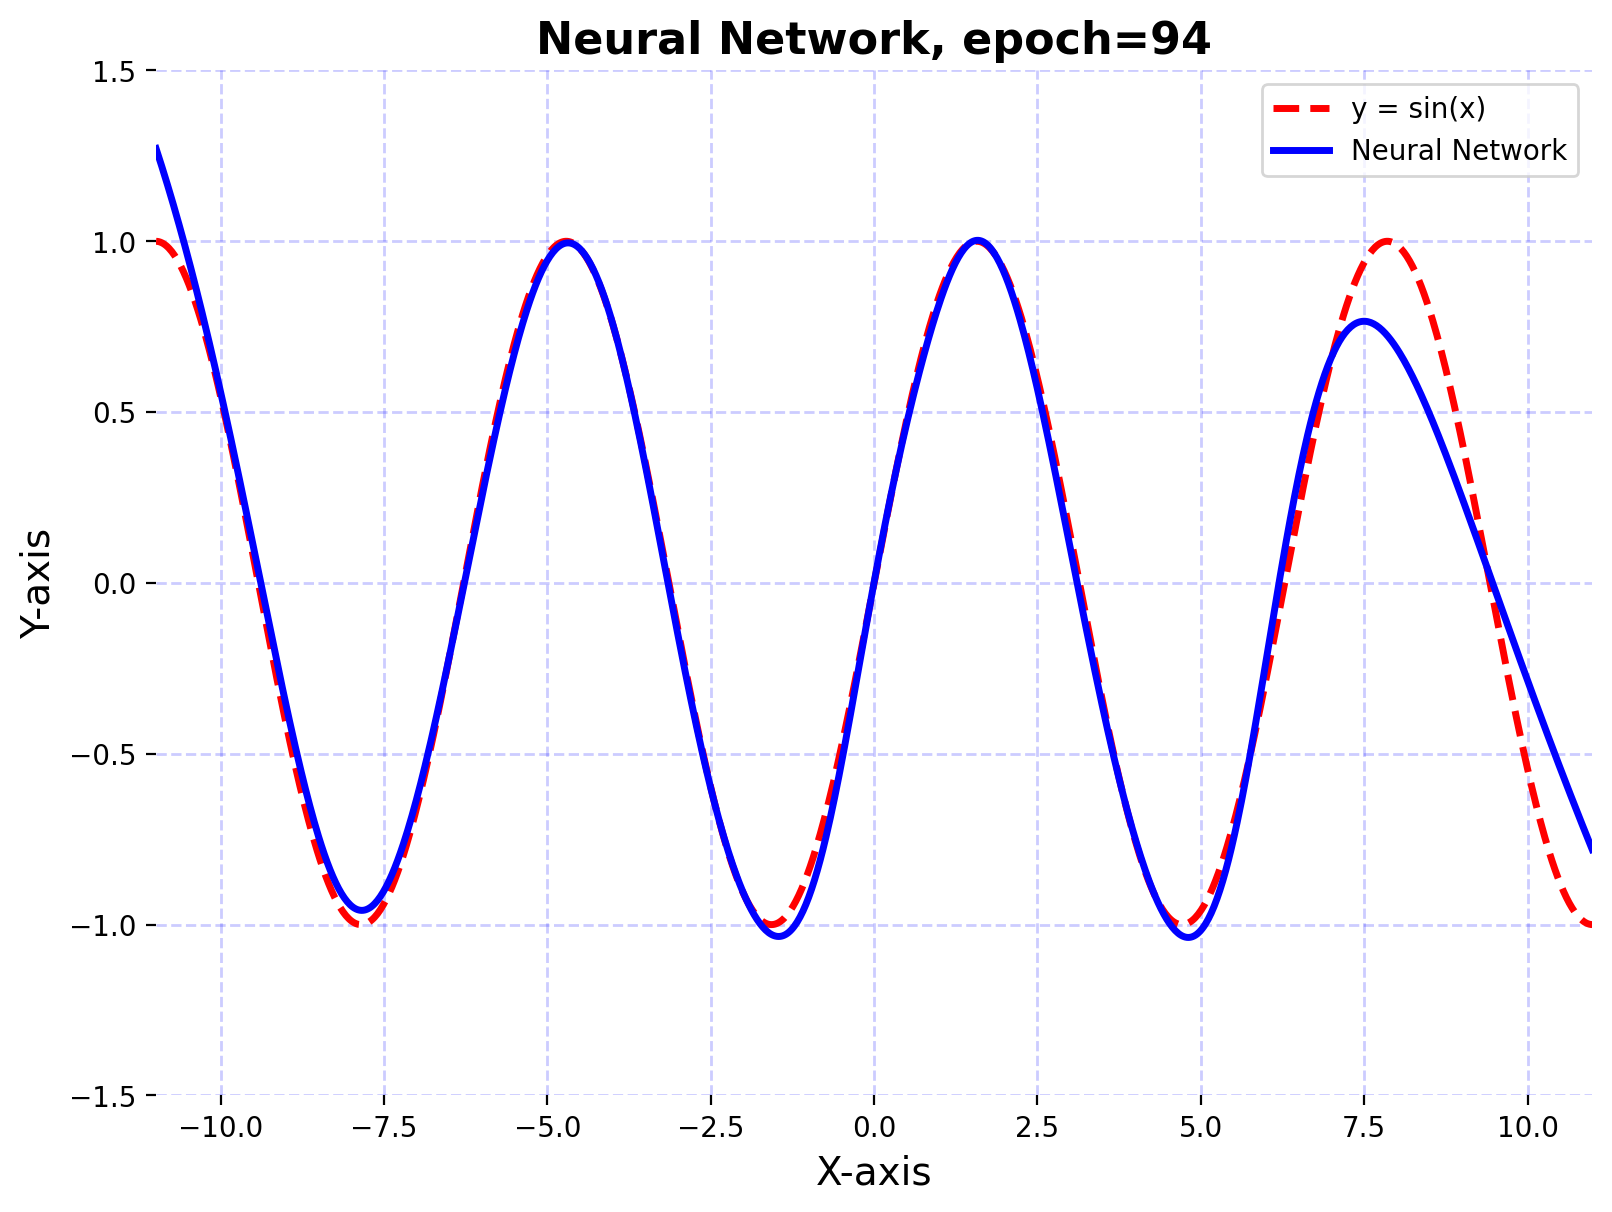 Neural Network, epoch=94
y = sin(x)
Neural Network
1.5
1.0
0.5
0.0
−0.5
−1.0
−1.5
Y-axis
−10.0 −7.5 −5.0 −2.5 0.0 2.5 5.0 7.5 10.0
X-axis